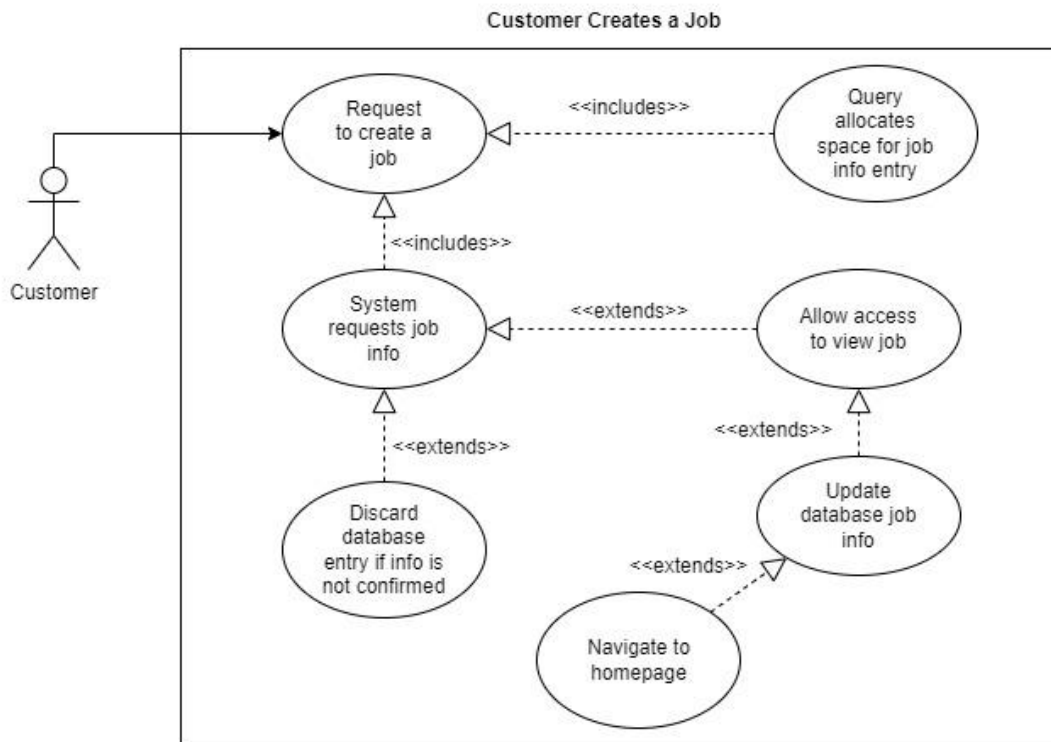 Customer Creates a Job
Request
to create a
job
<<includes>>
Query
allocates
space for job
info entry
<<includes>>
Customer
System
requests job
info
<<extends>>
Allow access
to view job
<<extends>>
<<extends>>
Discard
database
entry if info is
not confirmed
Update
database job
info
<<extends>>
Navigate to
homepage